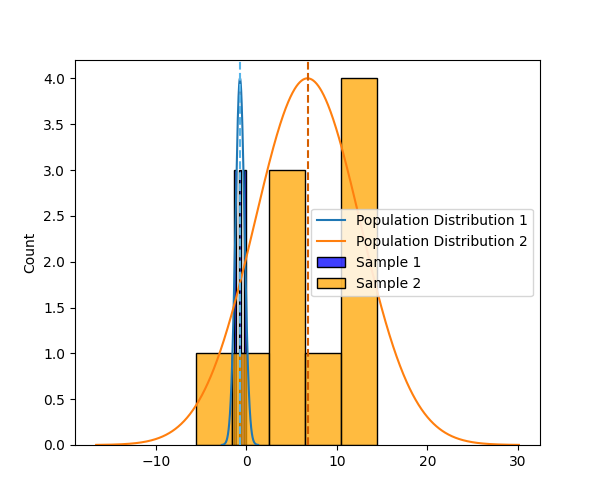 4.0
3.5
3.0
2.5
2.0
1.5
1.0
0.5
0.0
Count
Population Distribution 1
Population Distribution 2
Sample 1
Sample 2
−10 0 10 20 30